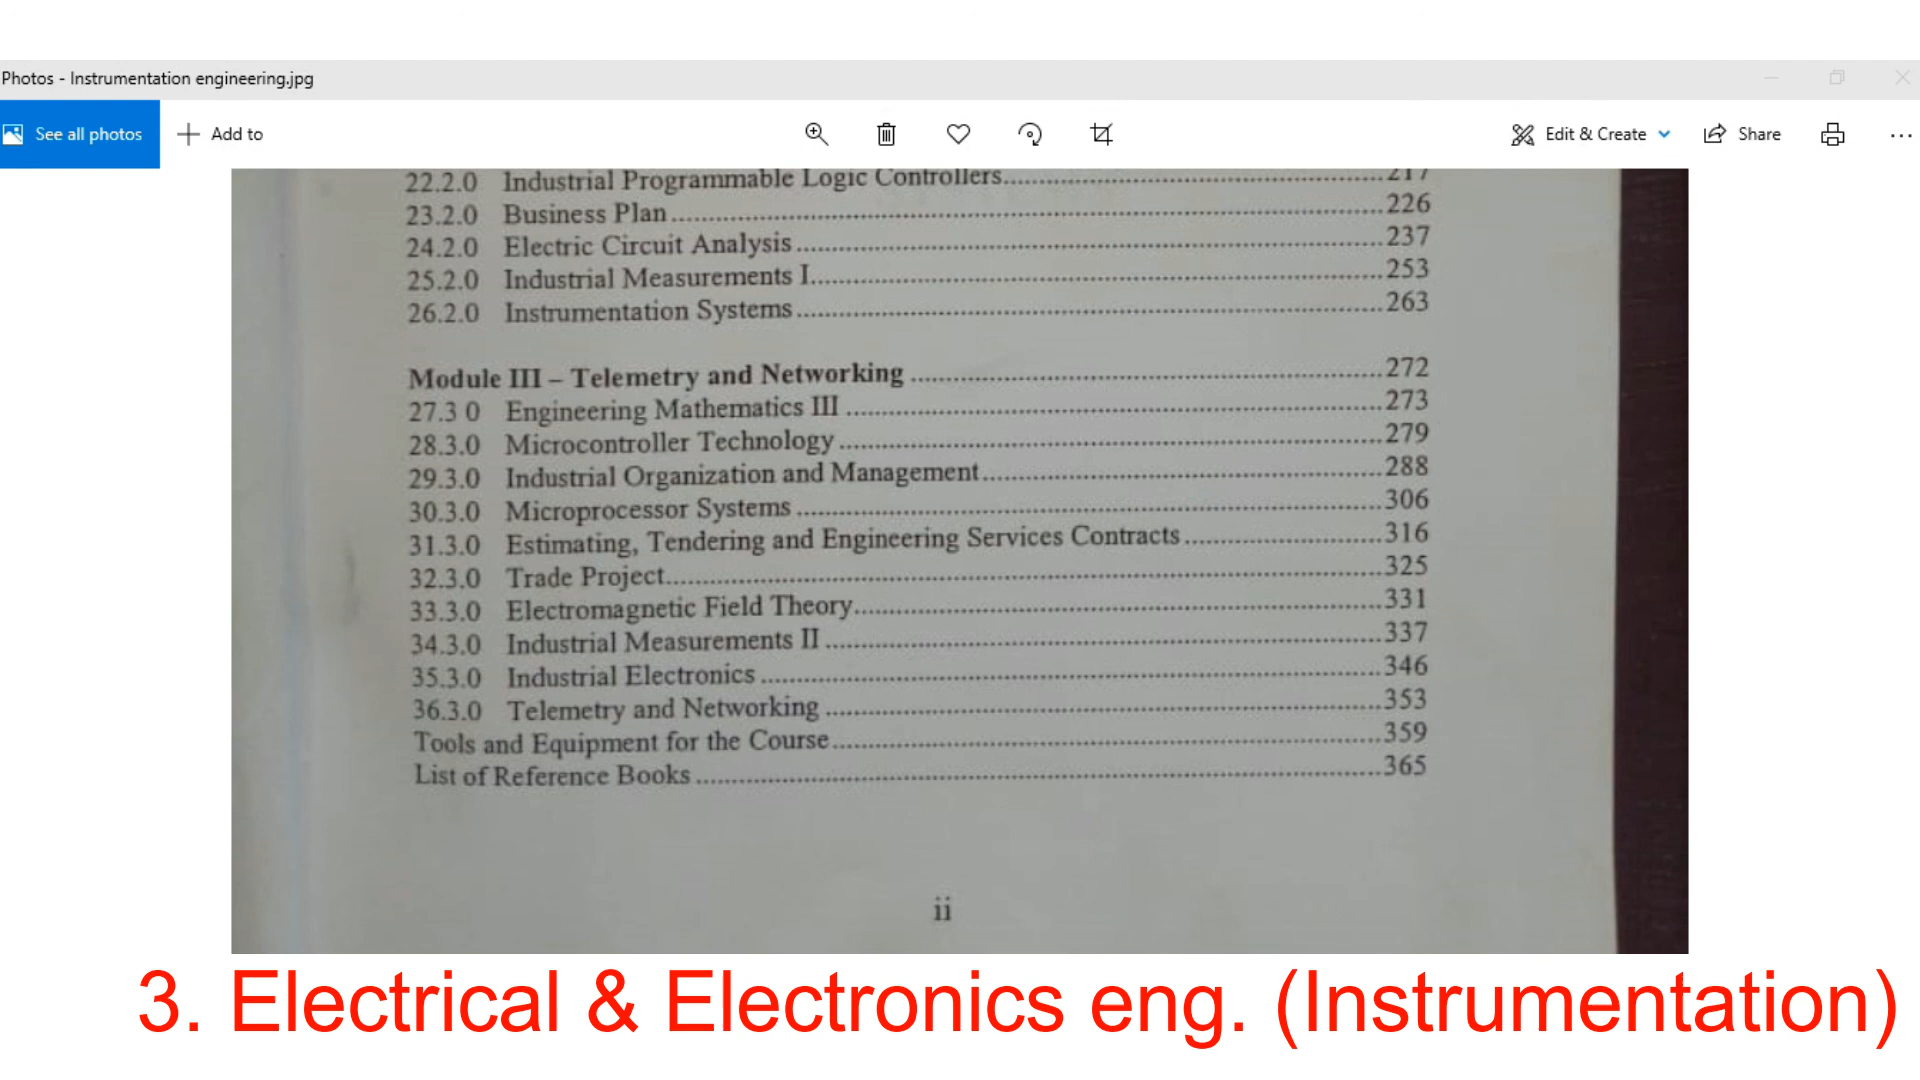 Photos - Instrumentation engineering.jpg
See all photos
Add to
Edit & Create
Share
22.2.0 Industrial Programmable Logic Controllers....217
23.2.0 Business Plan....226
24.2.0 Electric Circuit Analysis....237
25.2.0 Industrial Measurements I....253
26.2.0 Instrumentation Systems....263
Module III – Telemetry and Networking....272
27.3 0 Engineering Mathematics III....273
28.3.0 Microcontroller Technology....279
29.3.0 Industrial Organization and Management....288
30.3.0 Microprocessor Systems....306
31.3.0 Estimating, Tendering and Engineering Services Contracts....316
32.3.0 Trade Project....325
33.3.0 Electromagnetic Field Theory....331
34.3.0 Industrial Measurements II....337
35.3.0 Industrial Electronics....346
36.3.0 Telemetry and Networking....353
Tools and Equipment for the Course....359
List of Reference Books....365
ii
3. Electrical & Electronics eng. (Instrumentation)